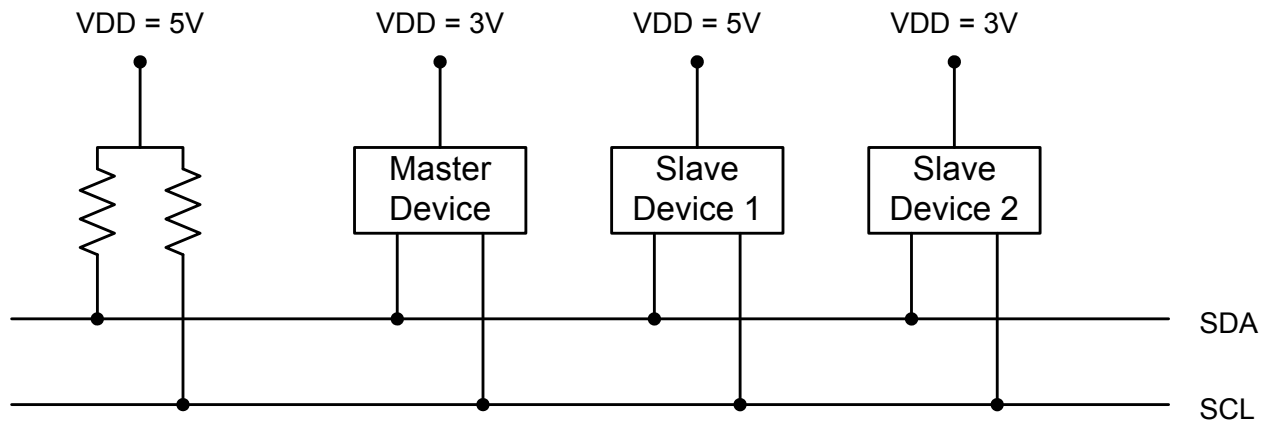 VDD = 5V
VDD = 3V
VDD = 5V
VDD = 3V
Master
Device
Slave
Device 1
Slave
Device 2
SDA
SCL